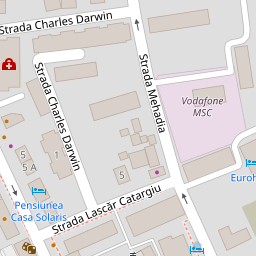 Strada Charles Darwin
Strada Mehadia
Strada Charles Darwin
Vodafone
MSC
5
5 A
1
5
Euroh
Pensiunea
Casa Solaris
Strada Lascăr Catargiu